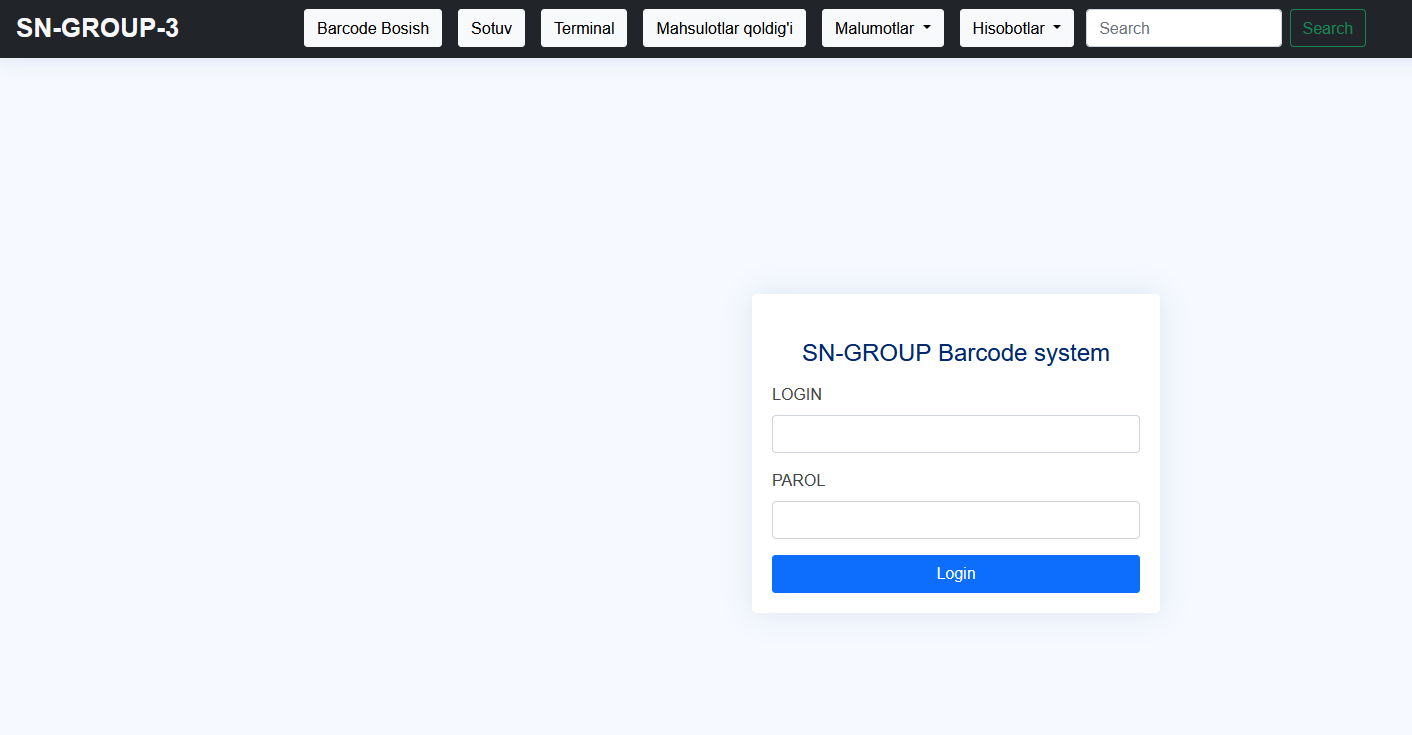 SN-GROUP-3
Barcode Bosish
Sotuv
Terminal
Mahsulotlar qoldig'i
Malumotlar
Hisobotlar
Search
Search
SN-GROUP Barcode system
LOGIN
PAROL
Login